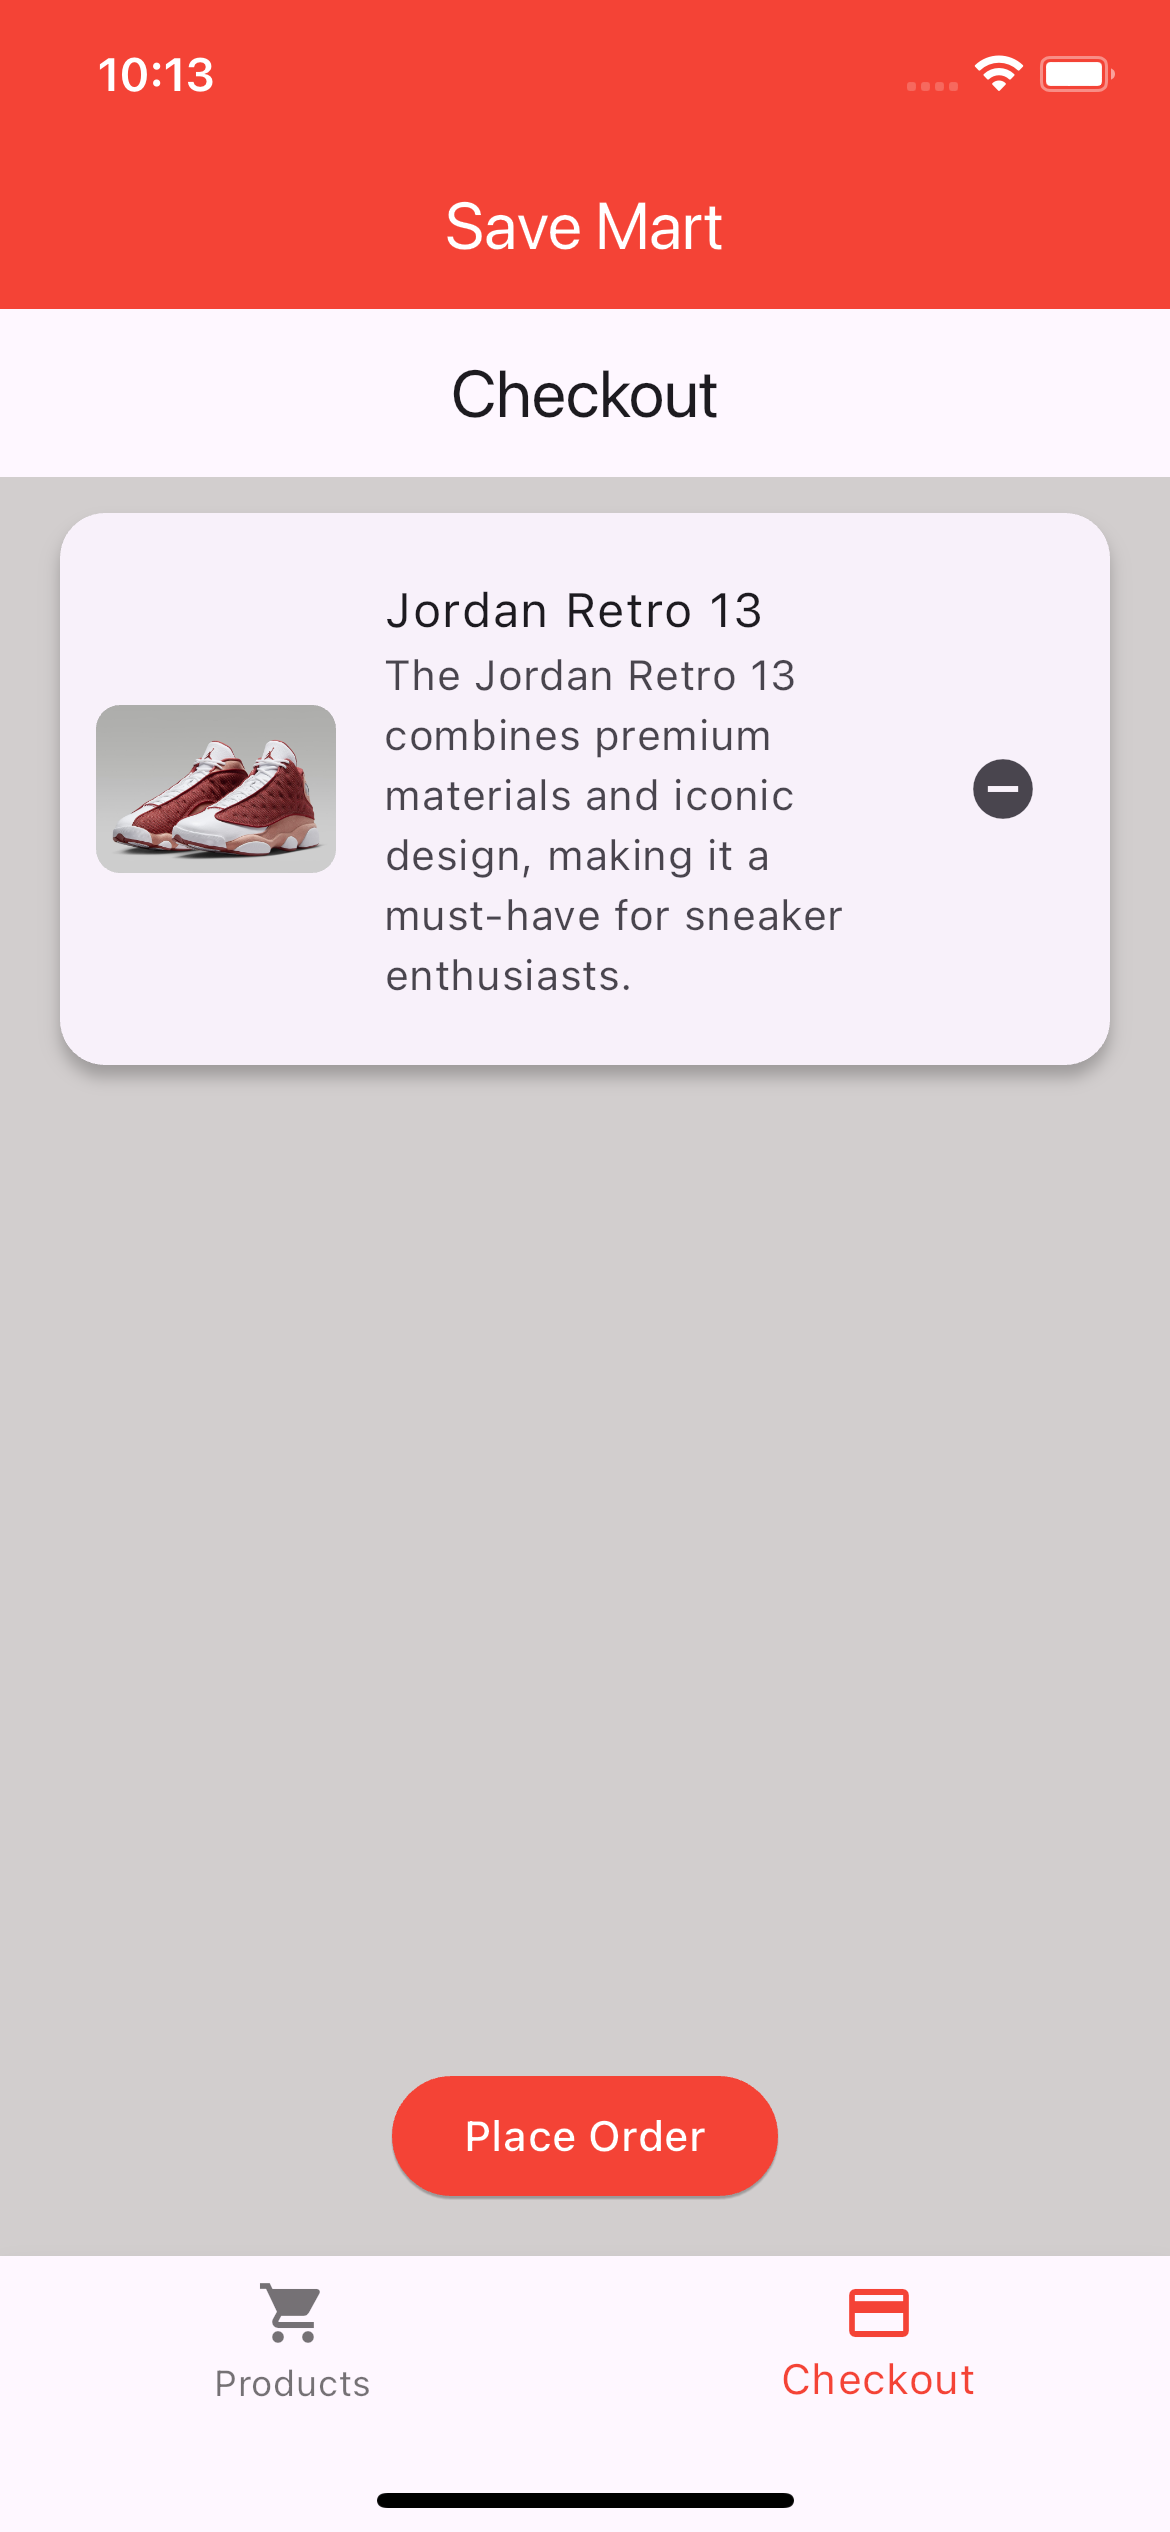 10:13
Save Mart
Checkout
Jordan Retro 13
The Jordan Retro 13
combines premium
materials and iconic
design, making it a
must-have for sneaker
enthusiasts.
Place Order
Products
Checkout